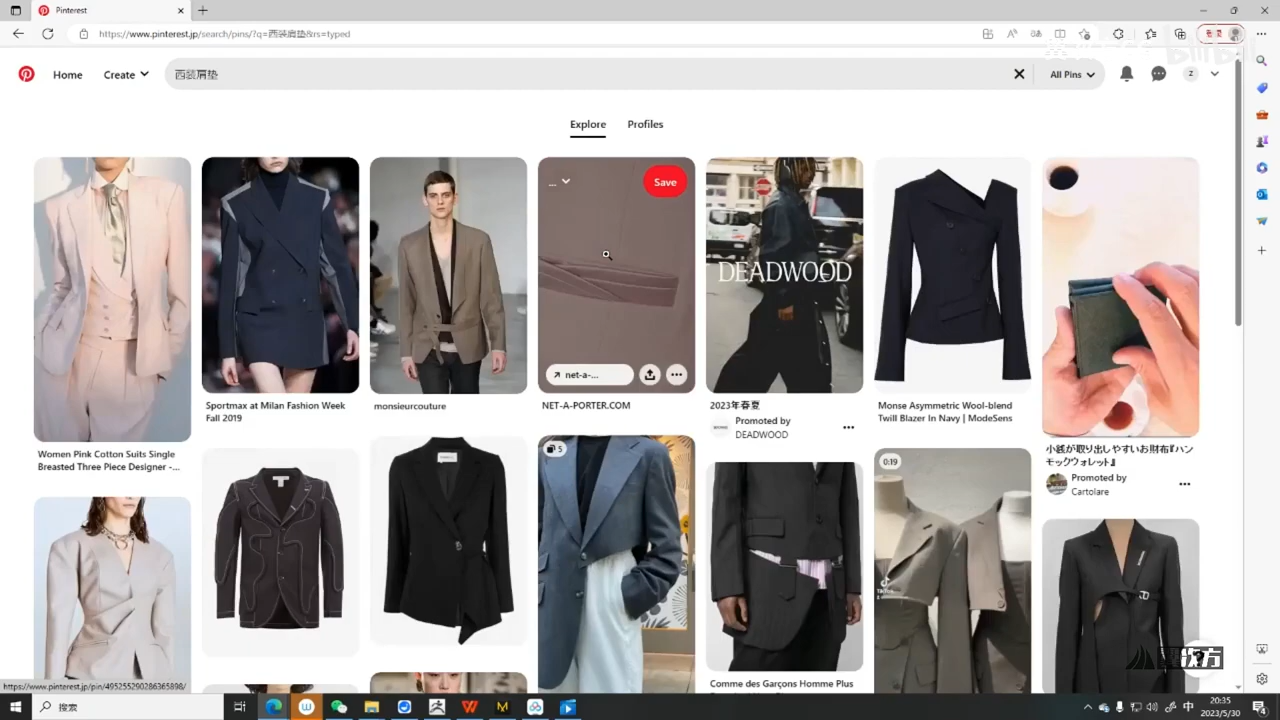 Pinterest
https://www.pinterest.jp/search/pins/?q=西装肩垫&rs=typed
Home
Create
西装肩垫
All Pins
Z
Explore
Profiles
...
Save
DEADWOOD
net-a-...
Women Pink Cotton Suits Single
Breasted Three Piece Designer -...
Sportmax at Milan Fashion Week
Fall 2019
monsieurcouture
NET-A-PORTER.COM
2023年春夏
Promoted by
DEADWOOD
Monse Asymmetric Wool-blend
Twill Blazer In Navy | ModeSens
小銭が取り出しやすいお財布『ハン
モックウォレット』
Promoted by
Cartolare
5
0:19
TikTok
Comme des Garçons Homme Plus
次方
https://www.pinterest.jp/pin/495255290286365898/
搜索
中
20:35
2023/5/30
4